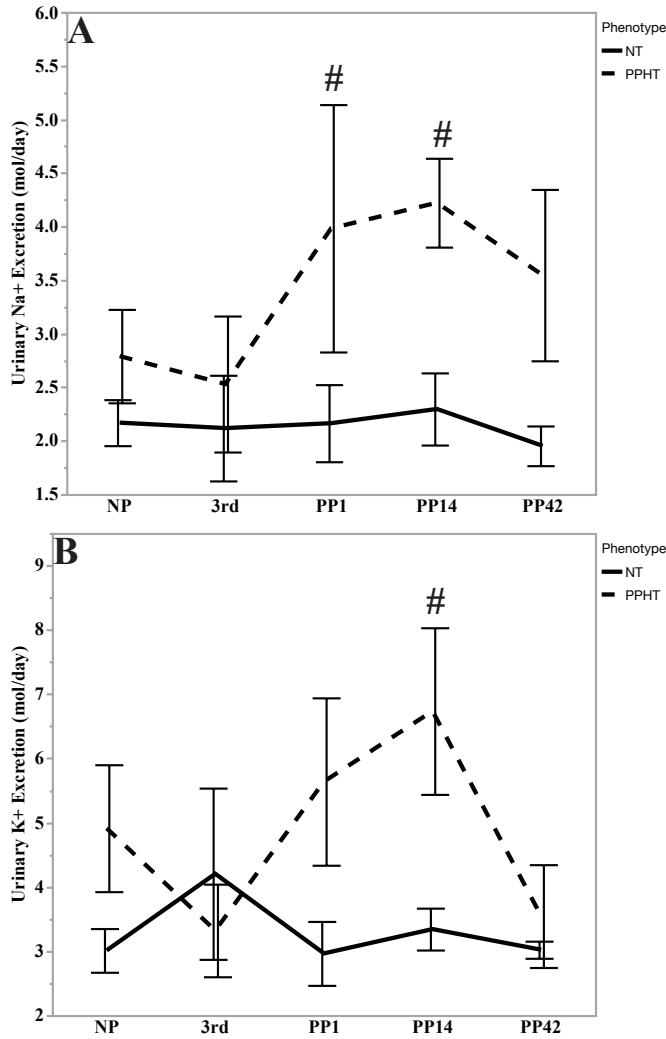 A
Phenotype
NT
PPHT
Urinary Na+ Excretion (mol/day)
6.0
5.5
5.0
4.5
4.0
3.5
3.0
2.5
2.0
1.5
#
#
NP 3rd PP1 PP14 PP42
B
Phenotype
NT
PPHT
Urinary K+ Excretion (mol/day)
9
8
7
6
5
4
3
2
#
NP 3rd PP1 PP14 PP42